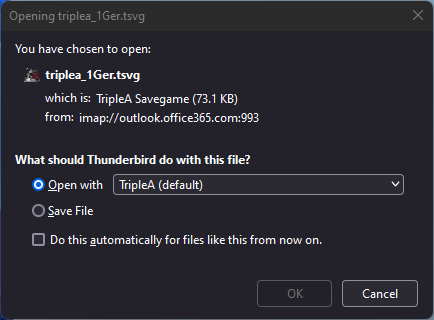 Opening triplea_1Ger.tsvg
You have chosen to open:
triplea_1Ger.tsvg
which is: TripleA Savegame (73.1 KB)
from: imap://outlook.office365.com:993
What should Thunderbird do with this file?
Open with TripleA (default)
Save File
Do this automatically for files like this from now on.
OK Cancel